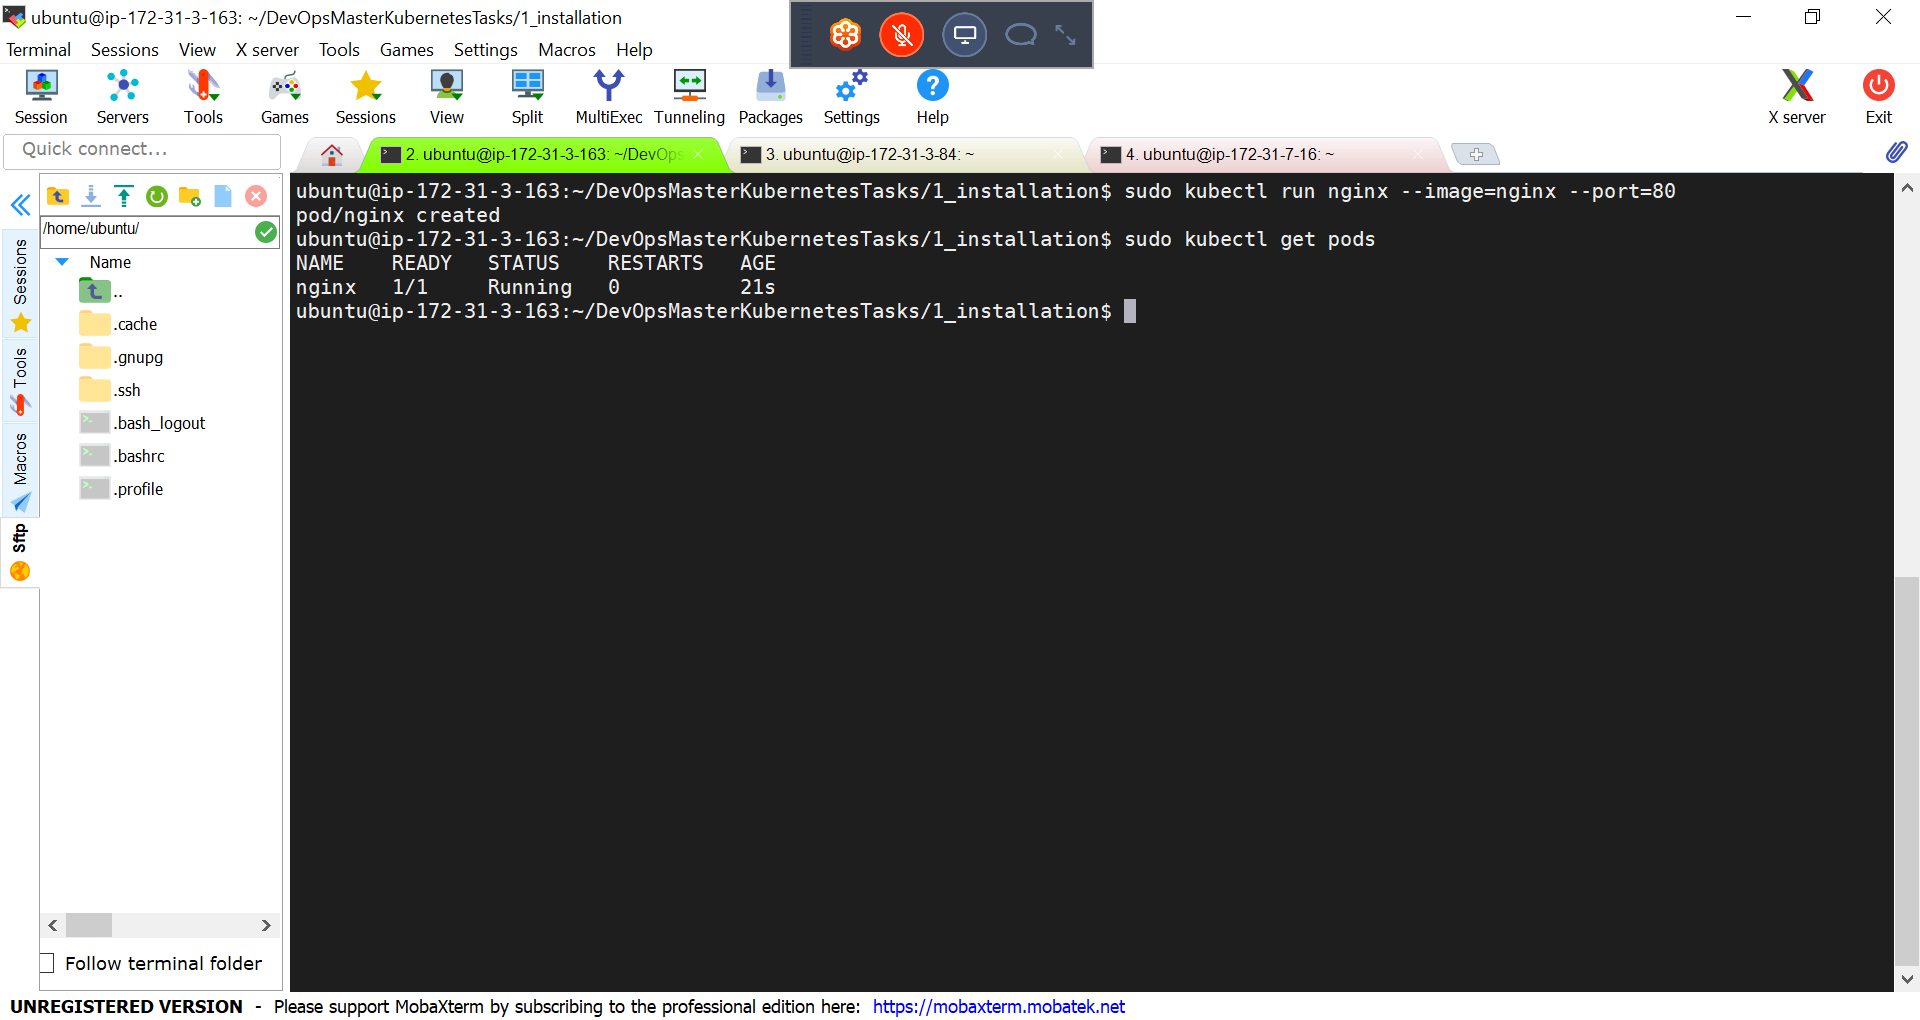 ubuntu@ip-172-31-3-163: ~/DevOpsMasterKubernetesTasks/1_installation
Terminal Sessions View X server Tools Games Settings Macros Help
Session Servers Tools Games Sessions View Split MultiExec Tunneling Packages Settings Help X server Exit
Quick connect...
2. ubuntu@ip-172-31-3-163: ~/DevOps
3. ubuntu@ip-172-31-3-84: ~
4. ubuntu@ip-172-31-7-16: ~
Sessions
Tools
Macros
Sftp
/home/ubuntu/
Name
..
.cache
.gnupg
.ssh
.bash_logout
.bashrc
.profile
Follow terminal folder
ubuntu@ip-172-31-3-163:~/DevOpsMasterKubernetesTasks/1_installation$ sudo kubectl run nginx --image=nginx --port=80
pod/nginx created
ubuntu@ip-172-31-3-163:~/DevOpsMasterKubernetesTasks/1_installation$ sudo kubectl get pods
NAME    READY   STATUS    RESTARTS   AGE
nginx   1/1     Running   0          21s
ubuntu@ip-172-31-3-163:~/DevOpsMasterKubernetesTasks/1_installation$
UNREGISTERED VERSION - Please support MobaXterm by subscribing to the professional edition here: https://mobaxterm.mobatek.net